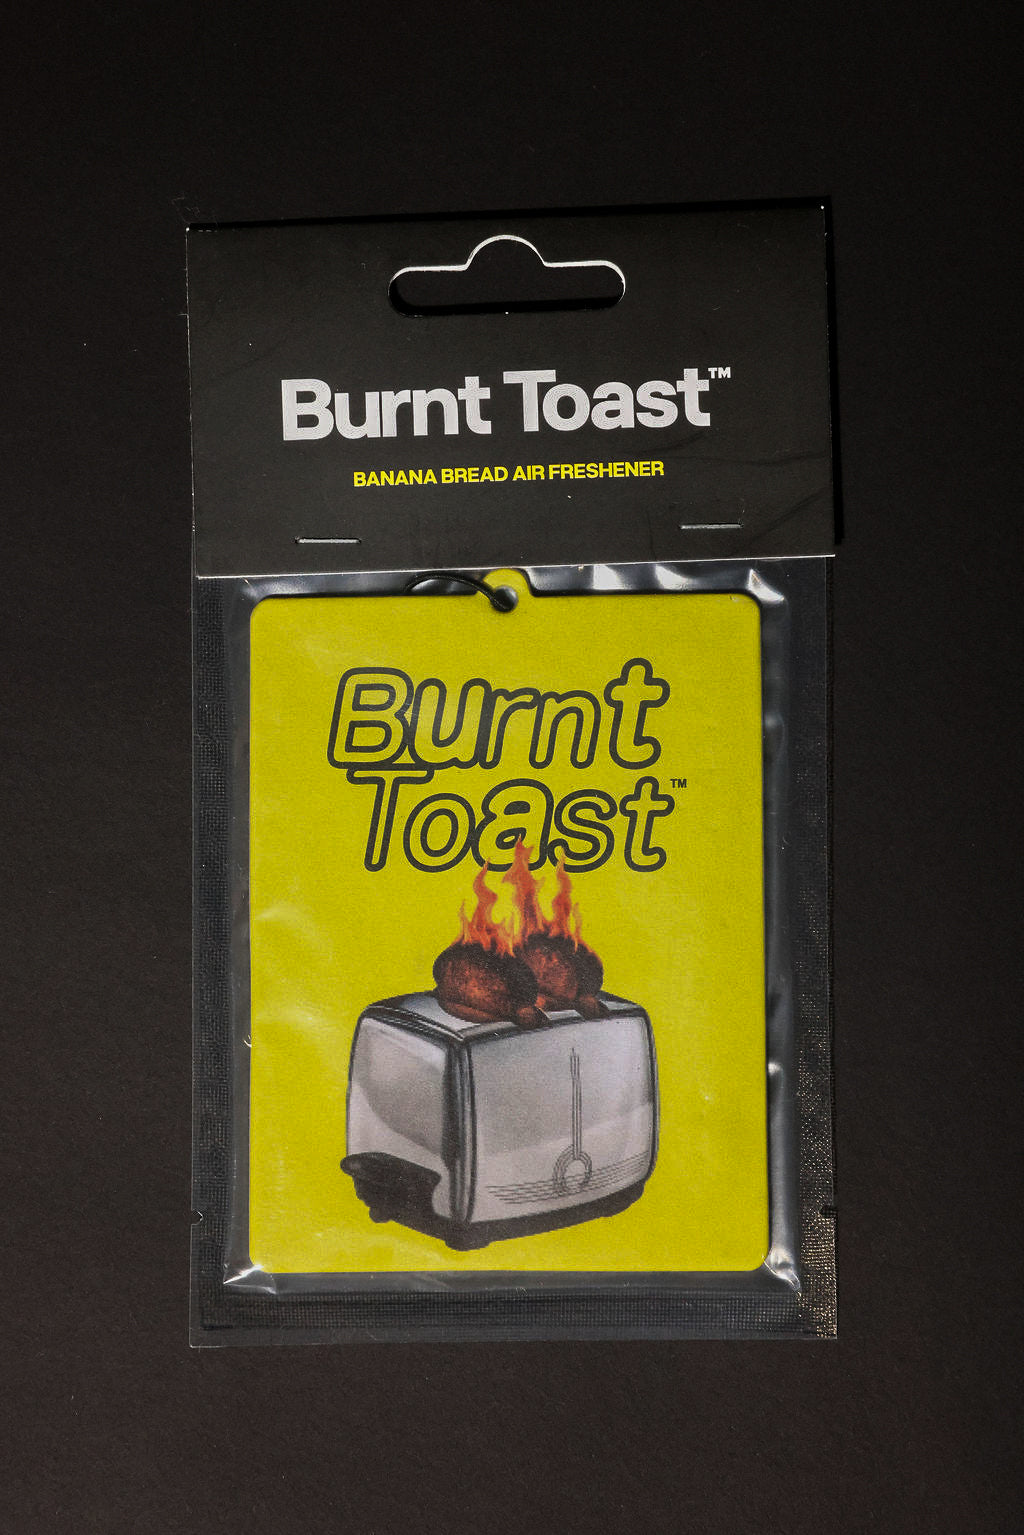 Burnt Toast™
BANANA BREAD AIR FRESHENER
Burnt
Toast™